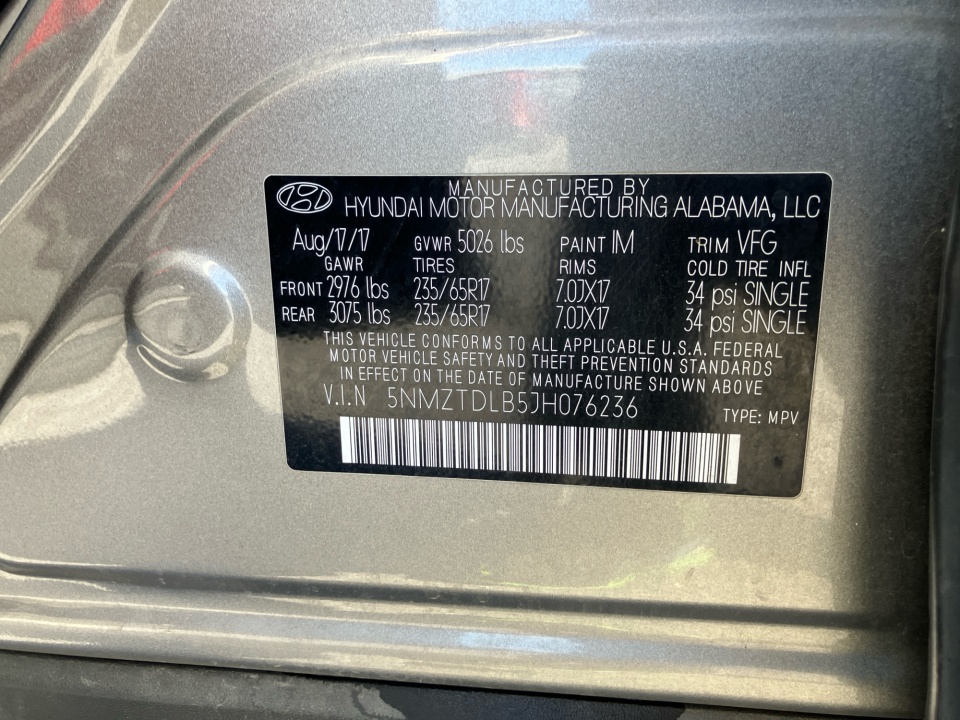 MANUFACTURED BY
HYUNDAI MOTOR MANUFACTURING ALABAMA, LLC
Aug/17/17 GVWR 5026 lbs PAINT IM TRIM VFG
GAWR TIRES RIMS COLD TIRE INFL
FRONT 2976 lbs 235/65R17 7.0JX17 34 psi SINGLE
REAR 3075 lbs 235/65R17 7.0JX17 34 psi SINGLE
THIS VEHICLE CONFORMS TO ALL APPLICABLE U.S.A. FEDERAL
MOTOR VEHICLE SAFETY AND THEFT PREVENTION STANDARDS
IN EFFECT ON THE DATE OF MANUFACTURE SHOWN ABOVE
V.I.N 5NMZTDLB5JH076236 TYPE: MPV